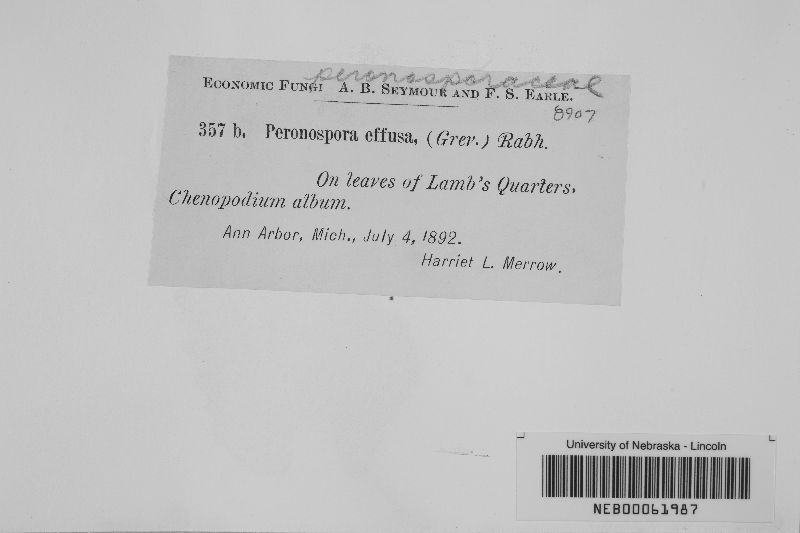 peronosporaceae
Economic Fungi A. B. Seymour and F. S. Earle.
8907
357 b. Peronospora effusa, (Grev.) Rabh.
On leaves of Lamb's Quarters,
Chenopodium album.
Ann Arbor, Mich., July 4, 1892.
Harriet L. Merrow.
University of Nebraska - Lincoln
NEB00061987